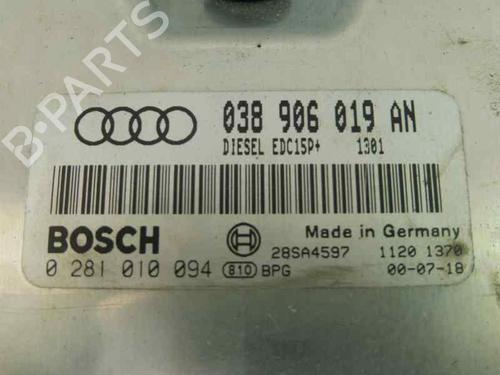 038 906 019 AN
DIESEL EDC15P+ 1301
BOSCH
Made in Germany
28SA4597 1120 1370
0 281 010 094 810 BPG 00-07-18
B-PARTS